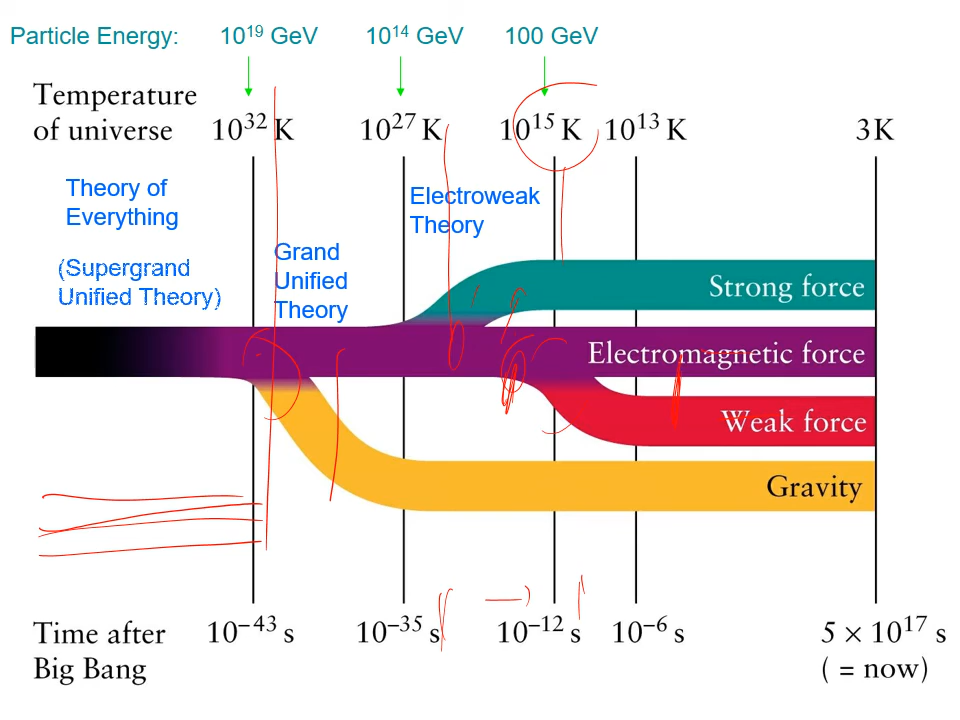 Particle Energy: 10¹⁹ GeV 10¹⁴ GeV 100 GeV
Temperature
of universe 10³² K 10²⁷ K 10¹⁵ K 10¹³ K 3 K
Theory of
Everything
(Supergrand
Unified Theory)
Grand
Unified
Theory
Electroweak
Theory
Strong force
Electromagnetic force
Weak force
Gravity
Time after
Big Bang
10⁻⁴³ s 10⁻³⁵ s 10⁻¹² s 10⁻⁶ s 5 × 10¹⁷ s
( = now)